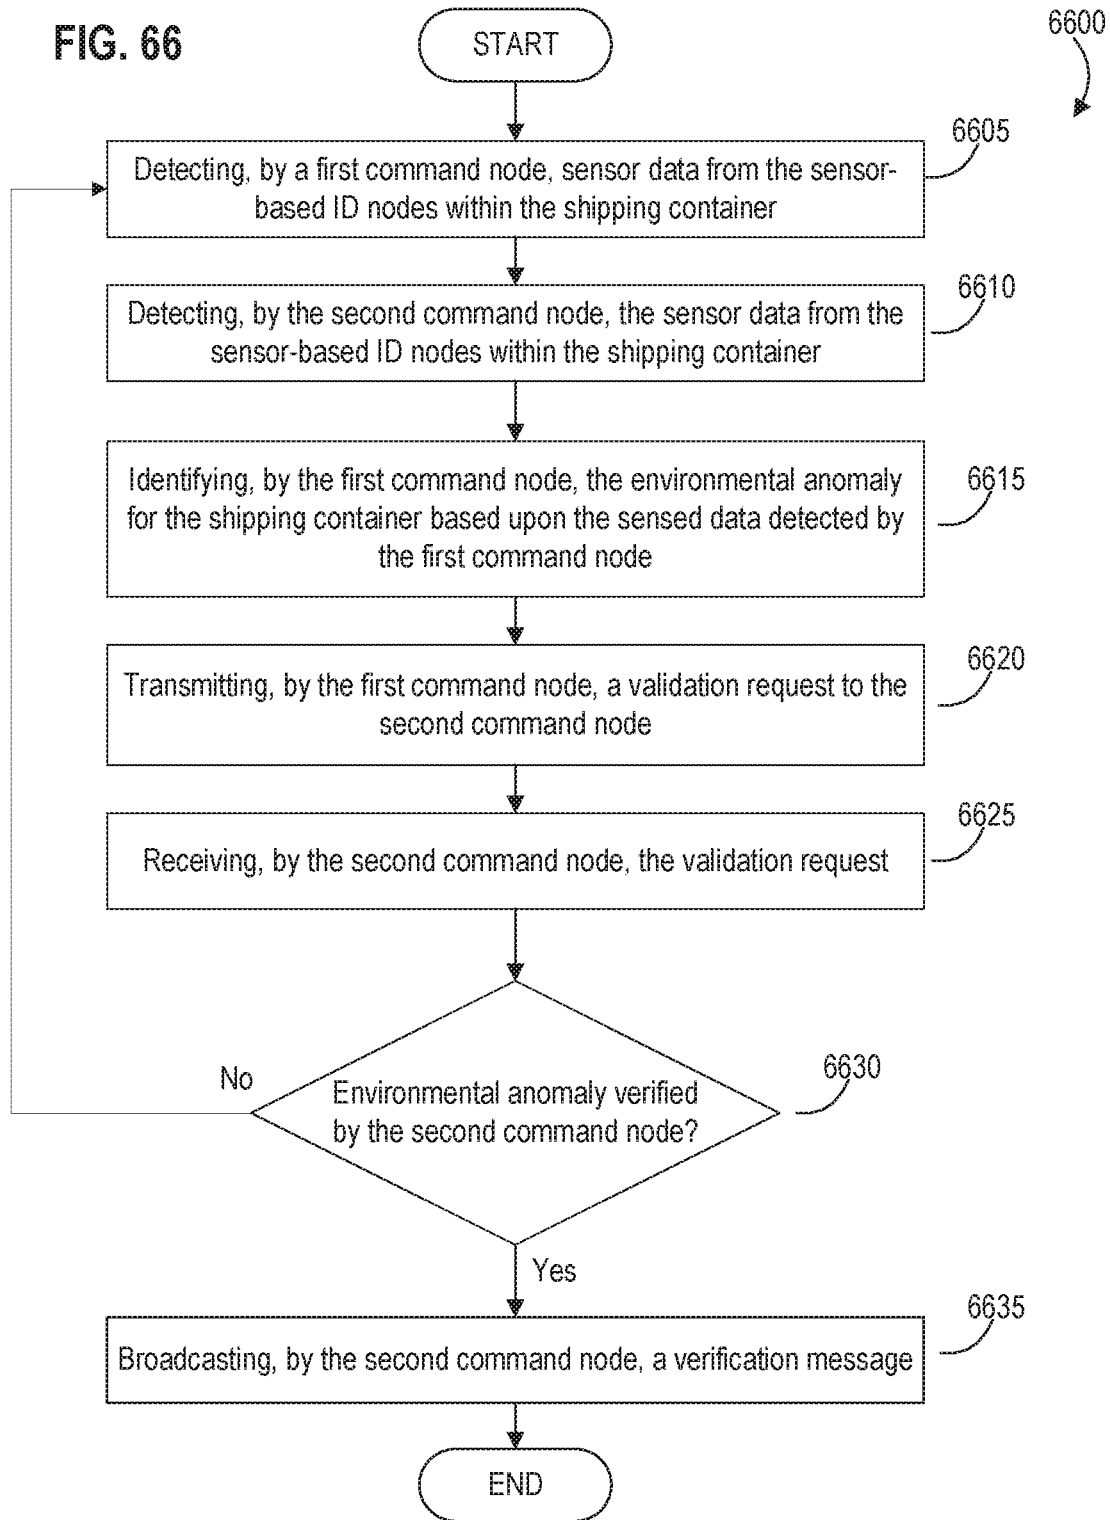 FIG. 66
START
6600
6605
Detecting, by a first command node, sensor data from the sensor-
based ID nodes within the shipping container
6610
Detecting, by the second command node, the sensor data from the
sensor-based ID nodes within the shipping container
6615
Identifying, by the first command node, the environmental anomaly
for the shipping container based upon the sensed data detected by
the first command node
6620
Transmitting, by the first command node, a validation request to the
second command node
6625
Receiving, by the second command node, the validation request
6630
No
Environmental anomaly verified
by the second command node?
Yes
6635
Broadcasting, by the second command node, a verification message
END